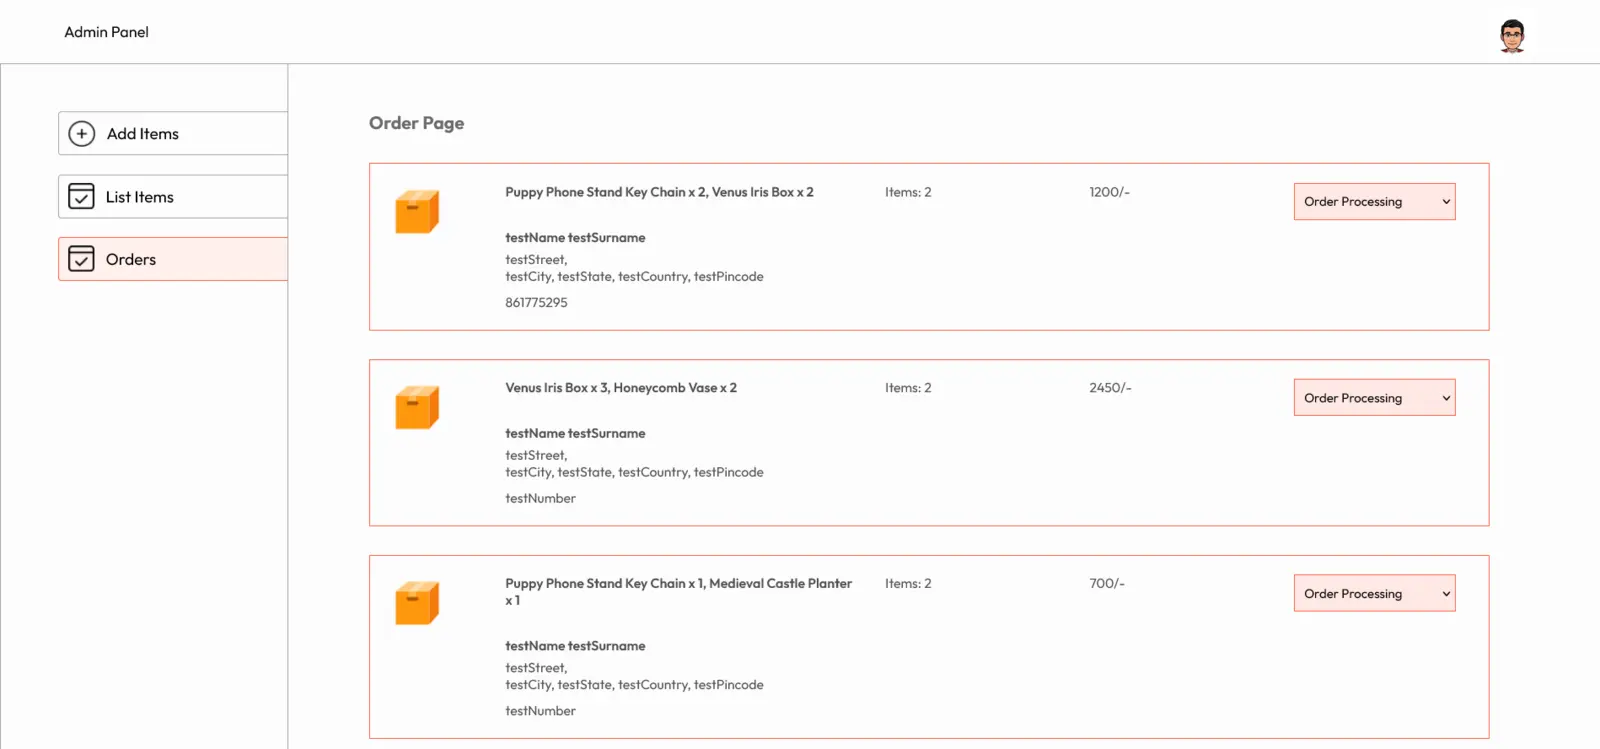 Admin Panel
Add Items
List Items
Orders
Order Page
Puppy Phone Stand Key Chain x 2, Venus Iris Box x 2
Items: 2
1200/-
Order Processing
testName testSurname
testStreet,
testCity, testState, testCountry, testPincode
861775295
Venus Iris Box x 3, Honeycomb Vase x 2
Items: 2
2450/-
Order Processing
testName testSurname
testStreet,
testCity, testState, testCountry, testPincode
testNumber
Puppy Phone Stand Key Chain x 1, Medieval Castle Planter
x 1
Items: 2
700/-
Order Processing
testName testSurname
testStreet,
testCity, testState, testCountry, testPincode
testNumber